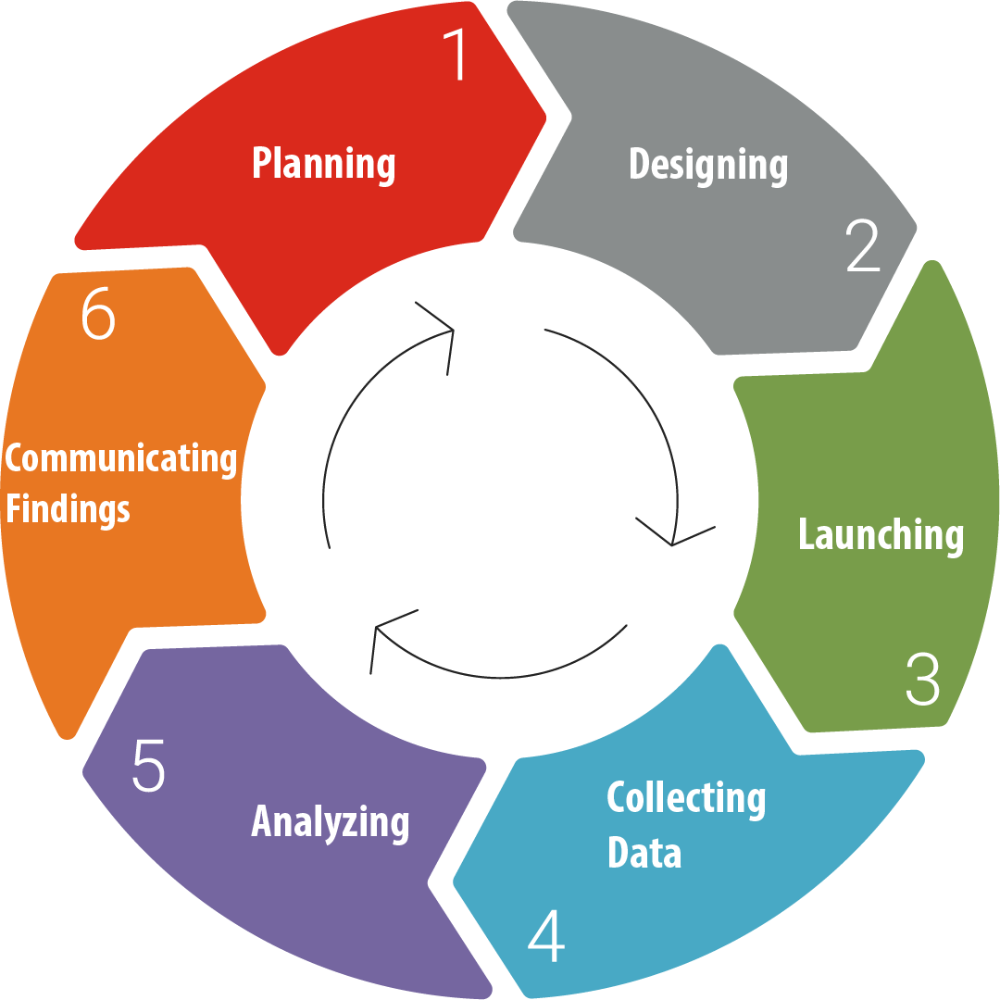 1
Planning
Designing
2
Launching
3
Collecting
Data
4
5
Analyzing
6
Communicating
Findings